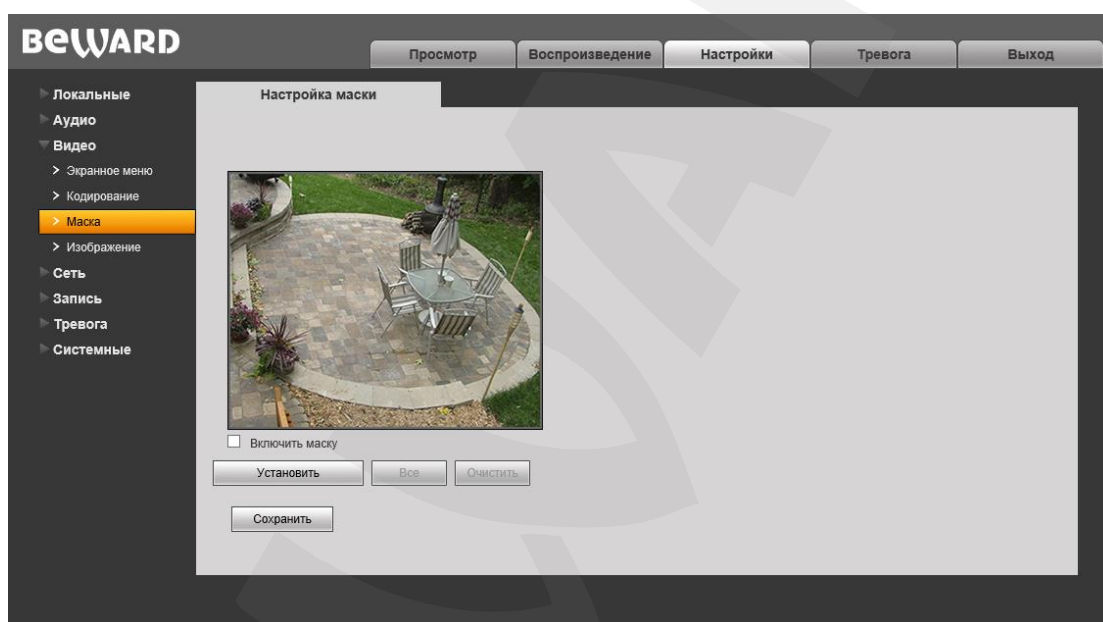 BEWARD
Просмотр
Воспроизведение
Настройки
Тревога
Выход
Локальные
Аудио
Видео
> Экранное меню
> Кодирование
> Маска
> Изображение
Сеть
Запись
Тревога
Системные
Настройка маски
Включить маску
Установить
Все
Очистить
Сохранить